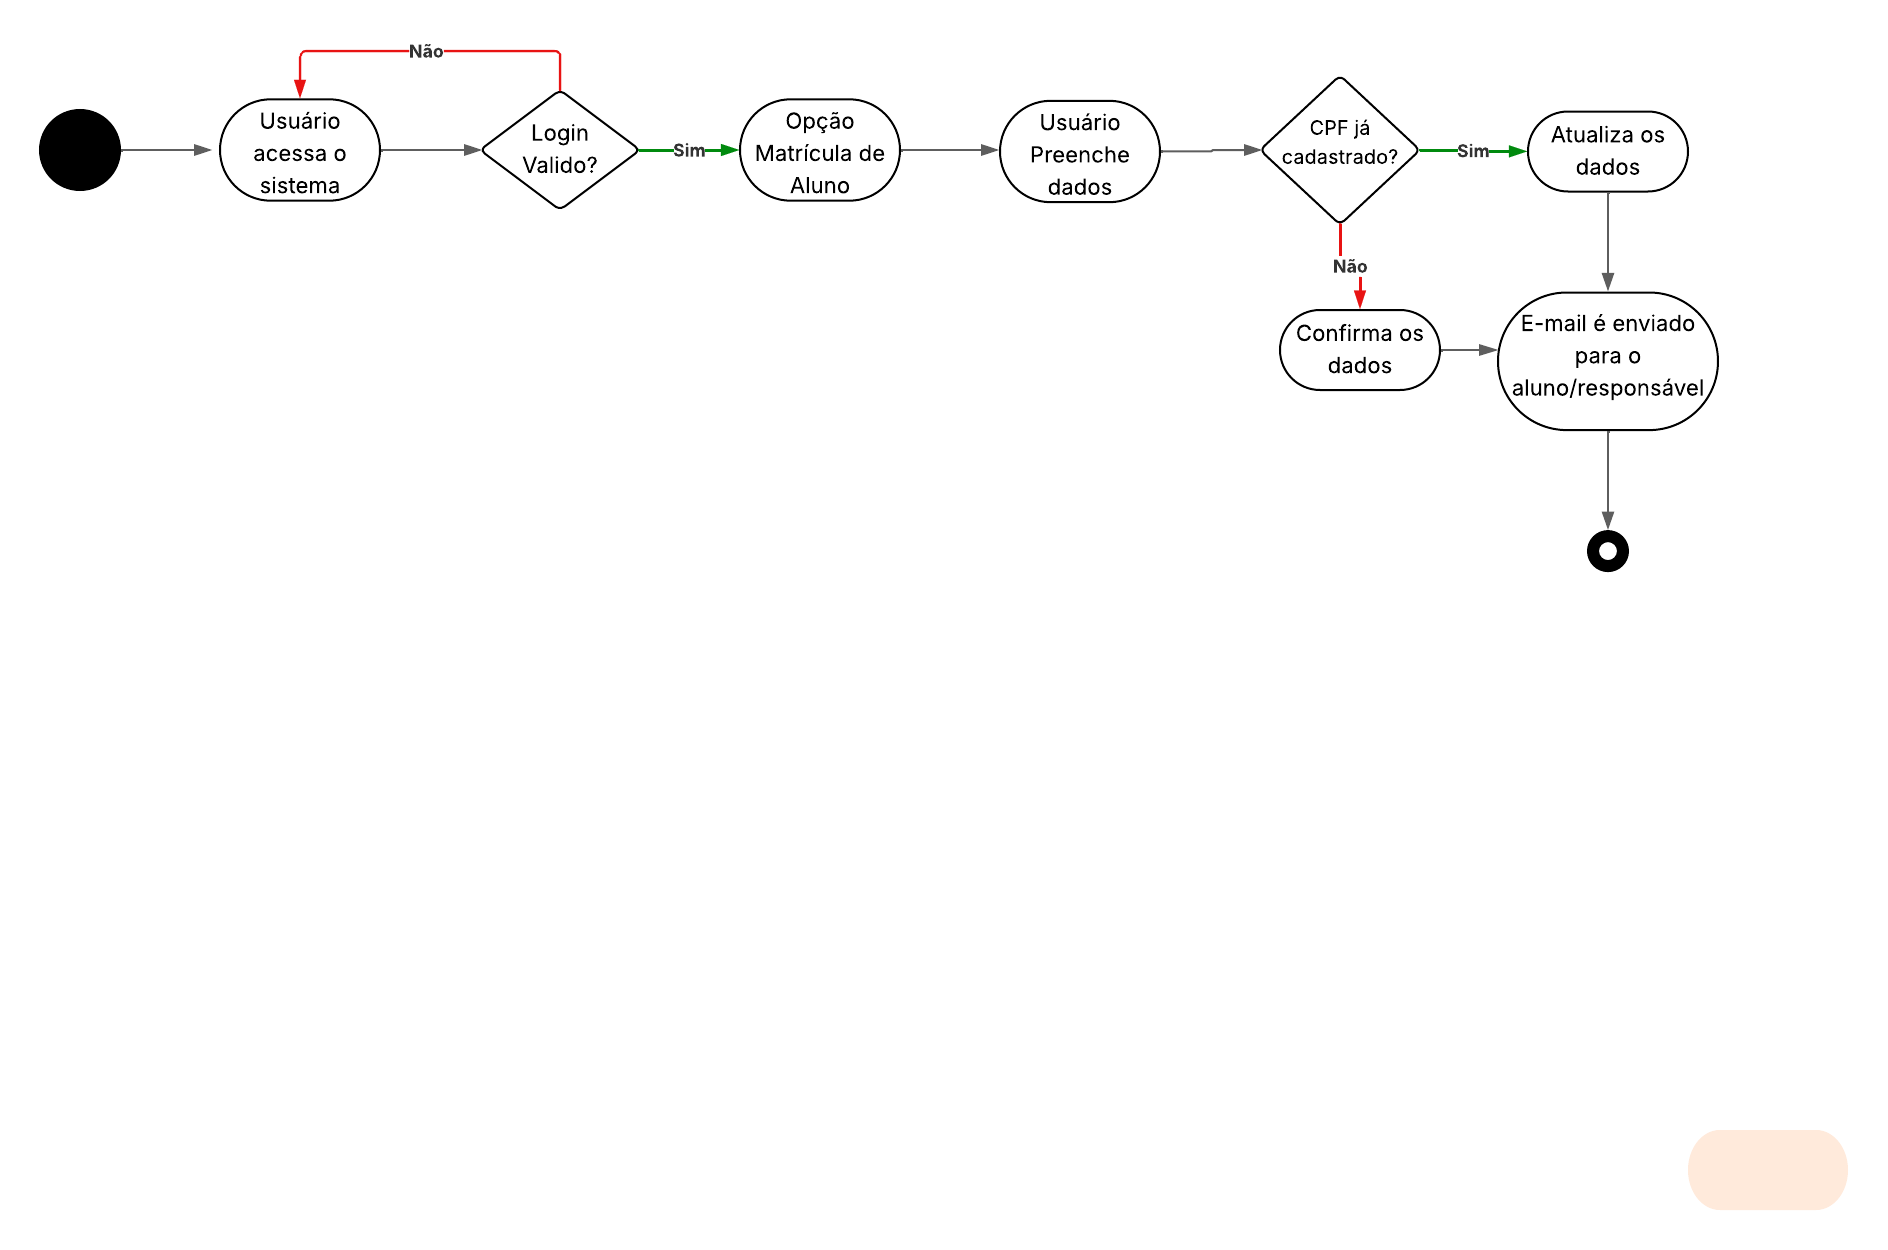 Não
Usuário
acessa o
sistema
Login
Valido?
Sim
Opção
Matrícula de
Aluno
Usuário
Preenche
dados
CPF já
cadastrado?
Sim
Atualiza os
dados
Não
Confirma os
dados
E-mail é enviado
para o
aluno/responsável